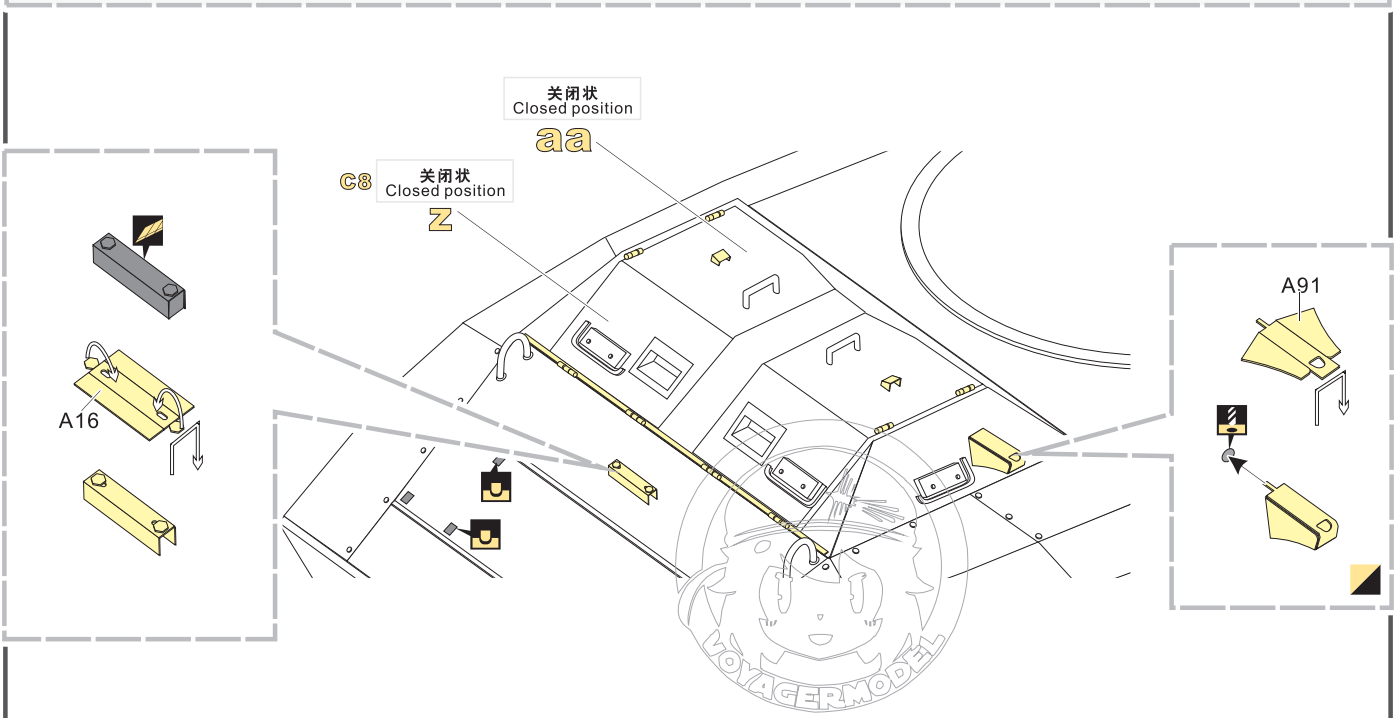 关闭状
Closed position
aa
c8
关闭状
Closed position
z
A16
A91
VOYAGERMODEL